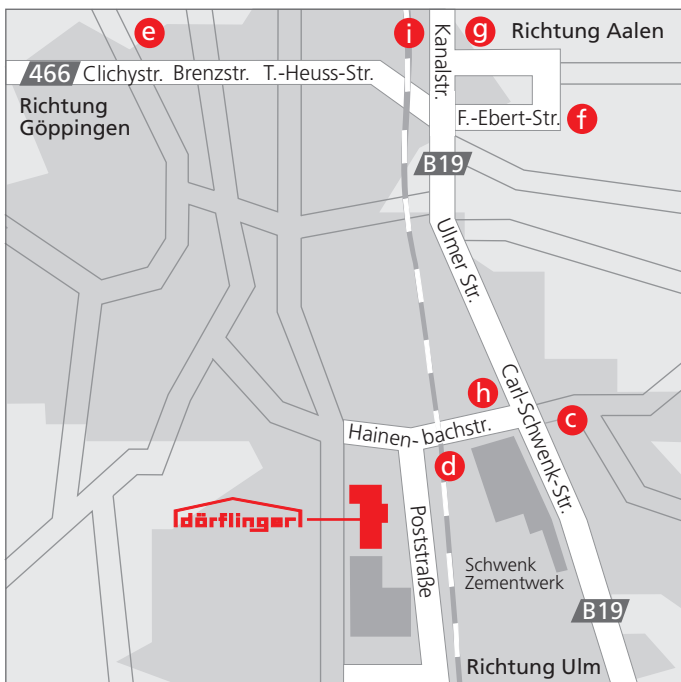 e
i
g
Richtung Aalen
Kanalstr.
466 Clichystr. Brenzstr. T.-Heuss-Str.
Richtung
Göppingen
F.-Ebert-Str.
f
B19
Ulmer Str.
h
Carl-Schwenk-Str.
c
Hainen-bachstr.
d
dörflinger
Poststraße
Schwenk
Zementwerk
B19
Richtung Ulm